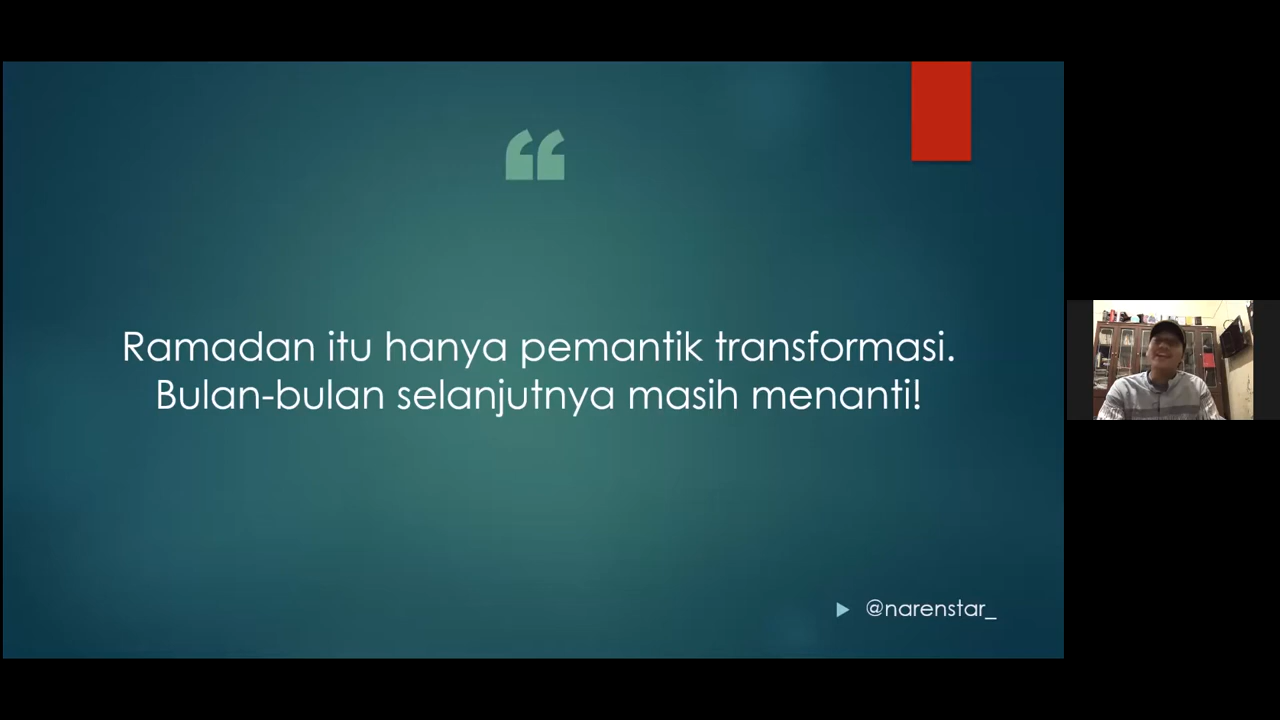 “
Ramadan itu hanya pemantik transformasi.
Bulan-bulan selanjutnya masih menanti!
@narenstar_